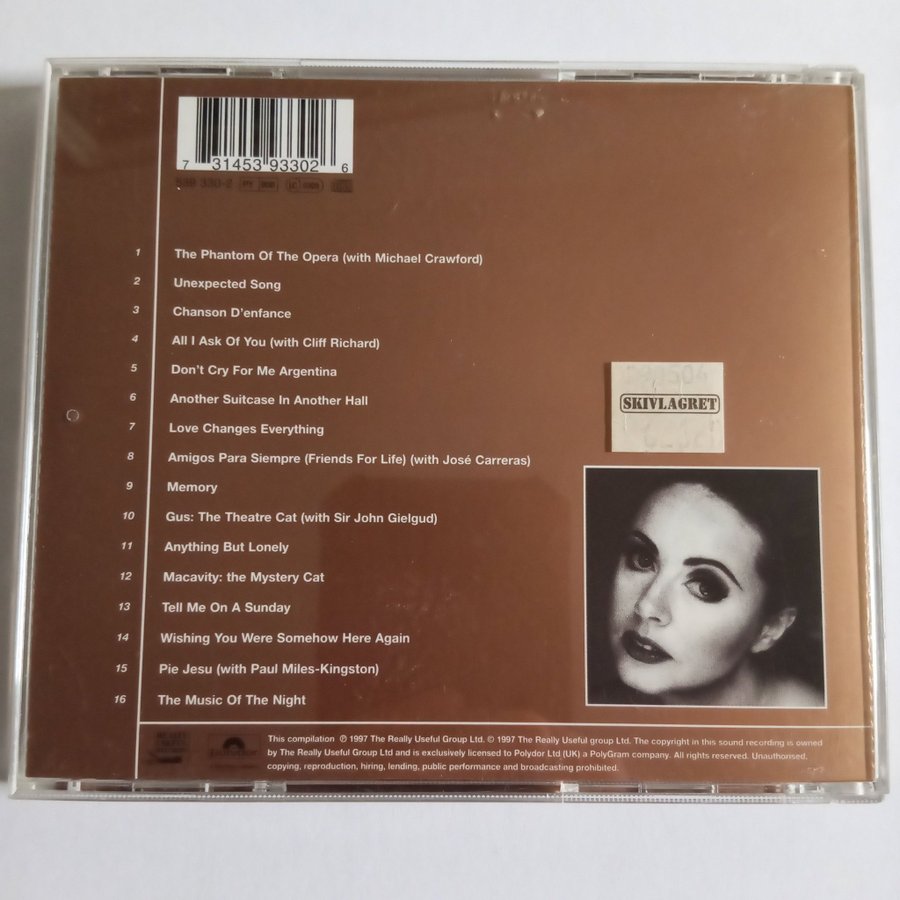 7 31453 93302 6
539 330-2
1 The Phantom Of The Opera (with Michael Crawford)
2 Unexpected Song
3 Chanson D'enfance
4 All I Ask Of You (with Cliff Richard)
5 Don't Cry For Me Argentina
6 Another Suitcase In Another Hall
7 Love Changes Everything
8 Amigos Para Siempre (Friends For Life) (with José Carreras)
9 Memory
10 Gus: The Theatre Cat (with Sir John Gielgud)
11 Anything But Lonely
12 Macavity: the Mystery Cat
13 Tell Me On A Sunday
14 Wishing You Were Somehow Here Again
15 Pie Jesu (with Paul Miles-Kingston)
16 The Music Of The Night
SKIVLAGRET
This compilation ℗ 1997 The Really Useful Group Ltd. © 1997 The Really Useful group Ltd. The copyright in this sound recording is owned
by The Really Useful Group Ltd and is exclusively licensed to Polydor Ltd (UK) a PolyGram company. All rights reserved. Unauthorised,
copying, reproduction, hiring, lending, public performance and broadcasting prohibited.